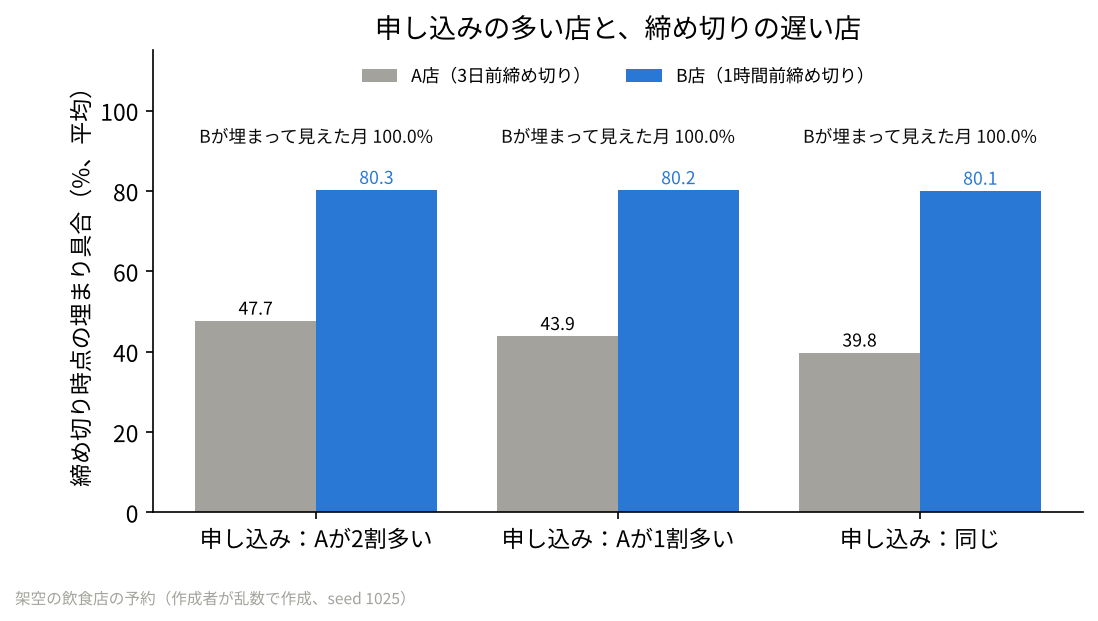 申し込みの多い店と、締め切りの遅い店
A店（3日前締め切り）
B店（1時間前締め切り）
締め切り時点の埋まり具合（%、平均）
100
80
60
40
20
0
Bが埋まって見えた月 100.0%
Bが埋まって見えた月 100.0%
Bが埋まって見えた月 100.0%
47.7
80.3
43.9
80.2
39.8
80.1
申し込み：Aが2割多い
申し込み：Aが1割多い
申し込み：同じ
架空の飲食店の予約（作成者が乱数で作成、seed 1025）